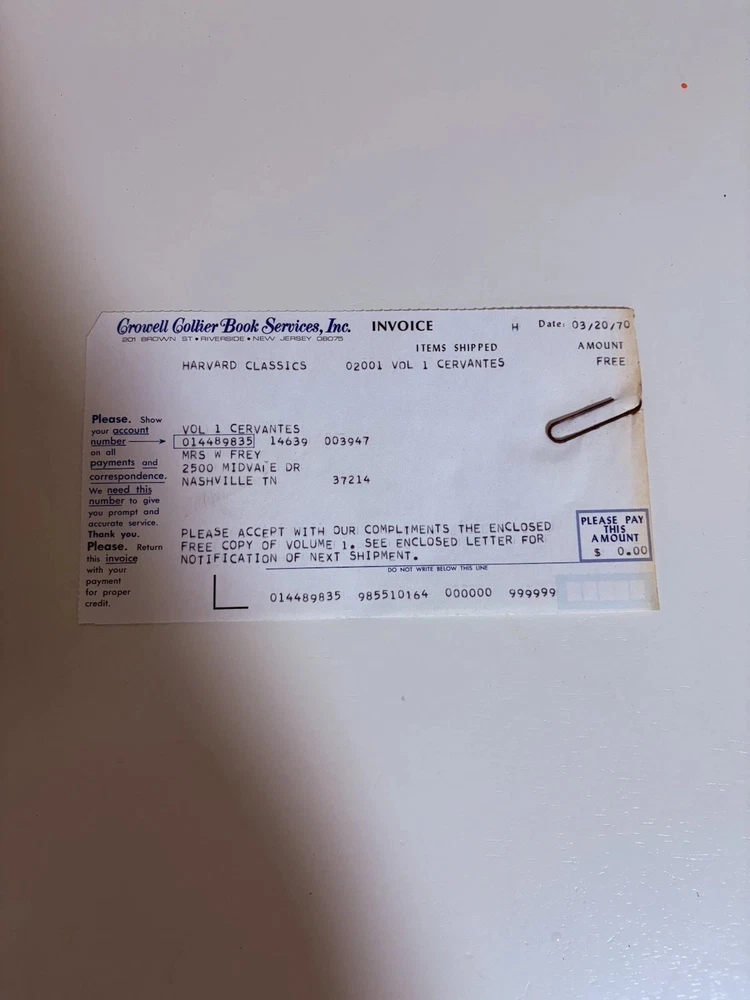 Crowell Collier Book Services, Inc. INVOICE H Date: 03/20/70
201 BROWN ST • RIVERSIDE • NEW JERSEY 08075
ITEMS SHIPPED AMOUNT
HARVARD CLASSICS 02001 VOL 1 CERVANTES FREE
Please. Show
your account
number
on all
payments and
correspondence.
We need this
number to give
you prompt and
accurate service.
Thank you.
Please. Return
this invoice
with your
payment
for proper
credit.
VOL 1 CERVANTES
014489835 14639 003947
MRS W FREY
2500 MIDVALE DR
NASHVILLE TN 37214
PLEASE ACCEPT WITH OUR COMPLIMENTS THE ENCLOSED
FREE COPY OF VOLUME 1. SEE ENCLOSED LETTER FOR
NOTIFICATION OF NEXT SHIPMENT.
PLEASE PAY
THIS
AMOUNT
$ 0.00
DO NOT WRITE BELOW THIS LINE
014489835 985510164 000000 999999